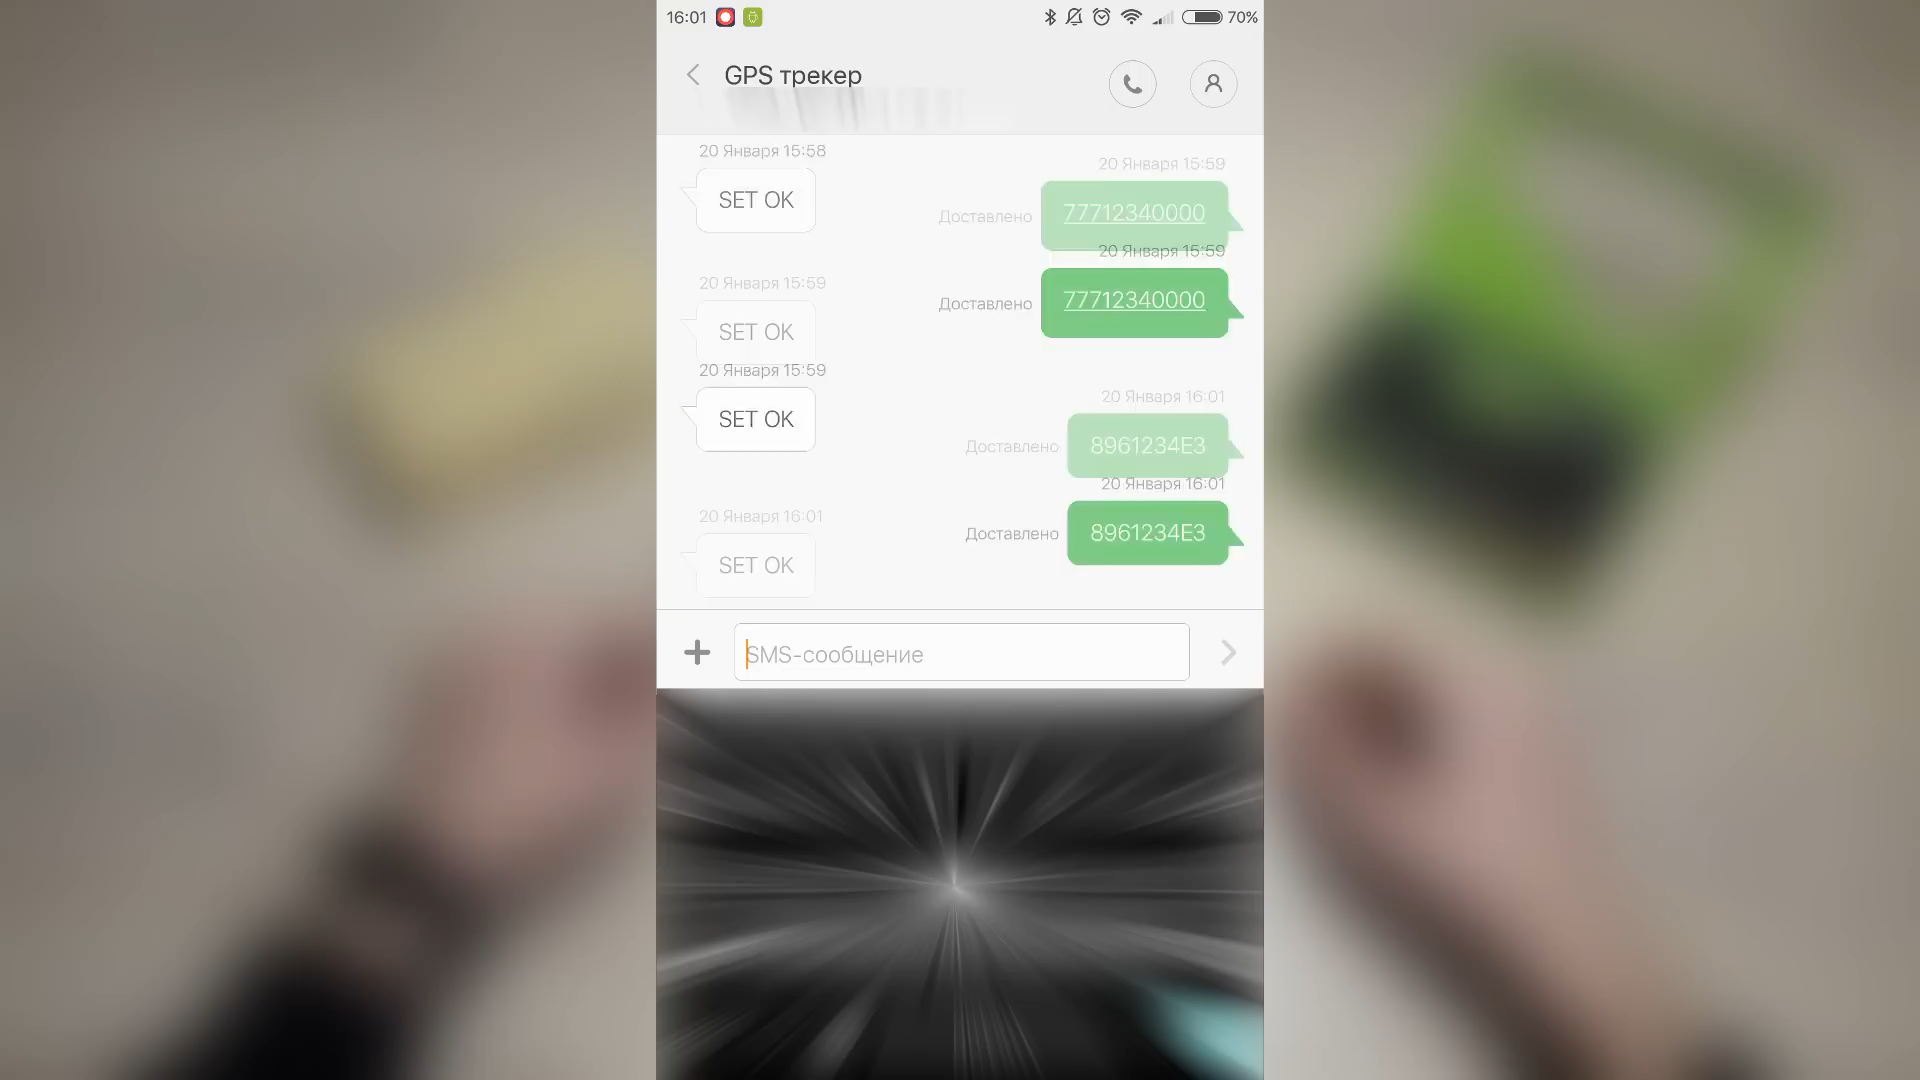 16:01
70%
GPS трекер
20 Января 15:58
SET OK
20 Января 15:59
Доставлено
77712340000
20 Января 15:59
Доставлено
77712340000
20 Января 15:59
SET OK
20 Января 15:59
SET OK
20 Января 16:01
Доставлено
8961234E3
20 Января 16:01
Доставлено
8961234E3
20 Января 16:01
SET OK
SMS-сообщение